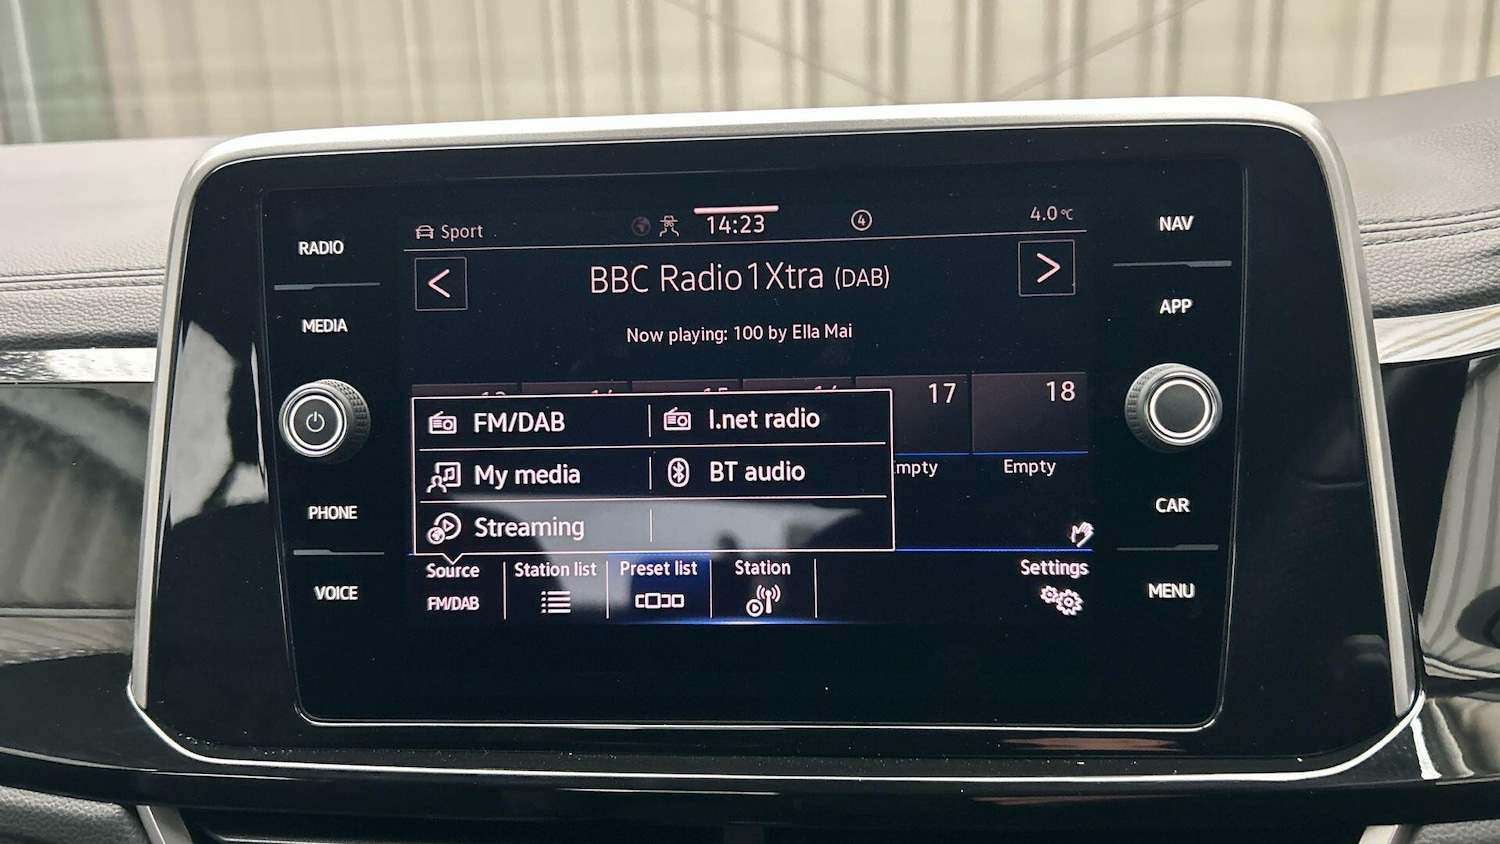 RADIO
MEDIA
PHONE
VOICE
Sport
14:23
4
4.0°C
BBC Radio1Xtra (DAB)
Now playing: 100 by Ella Mai
17
18
Empty
FM/DAB
I.net radio
My media
BT audio
Streaming
Source
FM/DAB
Station list
Preset list
Station
Settings
NAV
APP
CAR
MENU